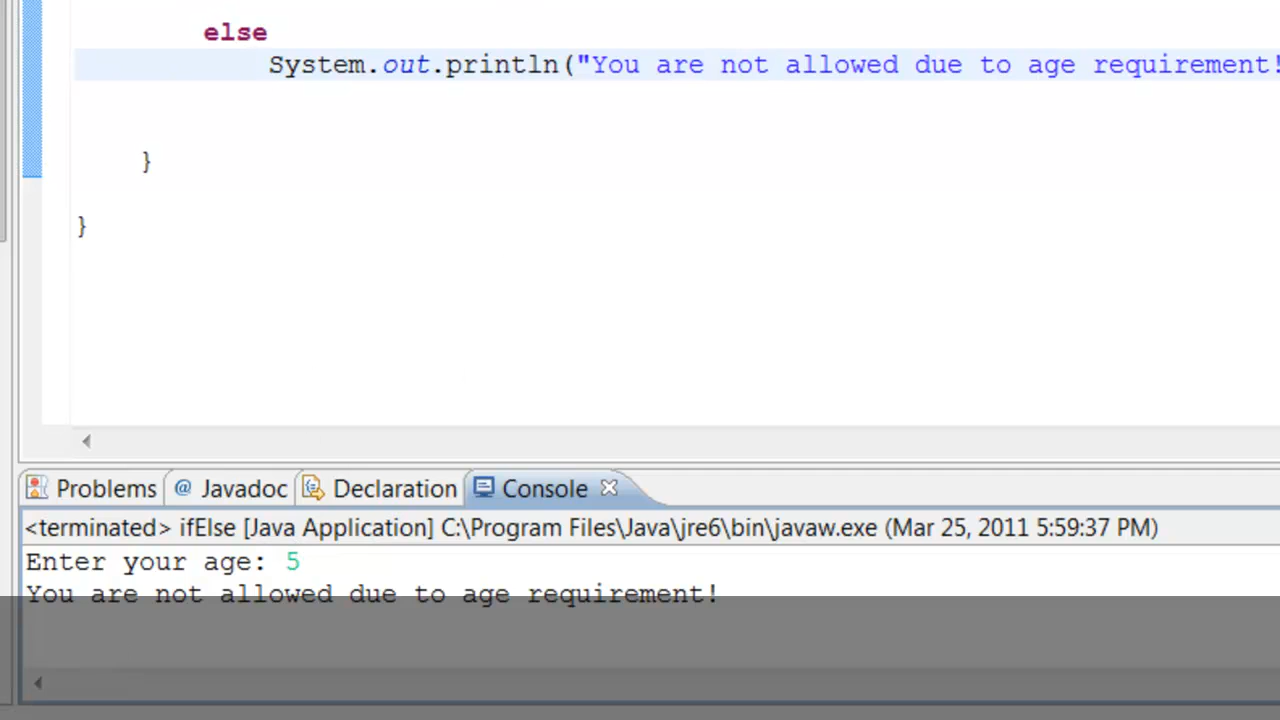 else
System.out.println("You are not allowed due to age requirement!
}
}
Problems @ Javadoc Declaration Console
<terminated> ifElse [Java Application] C:\Program Files\Java\jre6\bin\javaw.exe (Mar 25, 2011 5:59:37 PM)
Enter your age: 5
You are not allowed due to age requirement!